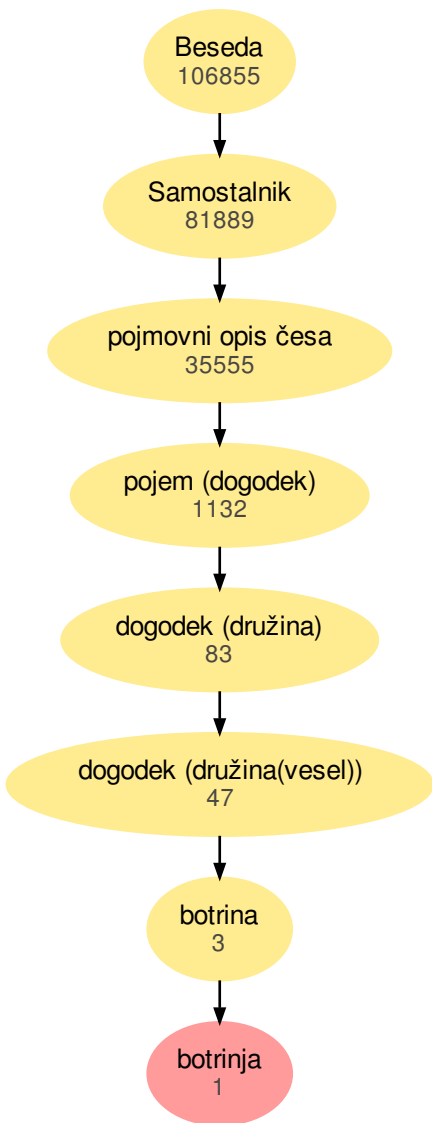 Beseda
106855
Samostalnik
81889
pojmovni opis česa
35555
pojem (dogodek)
1132
dogodek (družina)
83
dogodek (družina(vesel))
47
botrina
3
botrinja
1